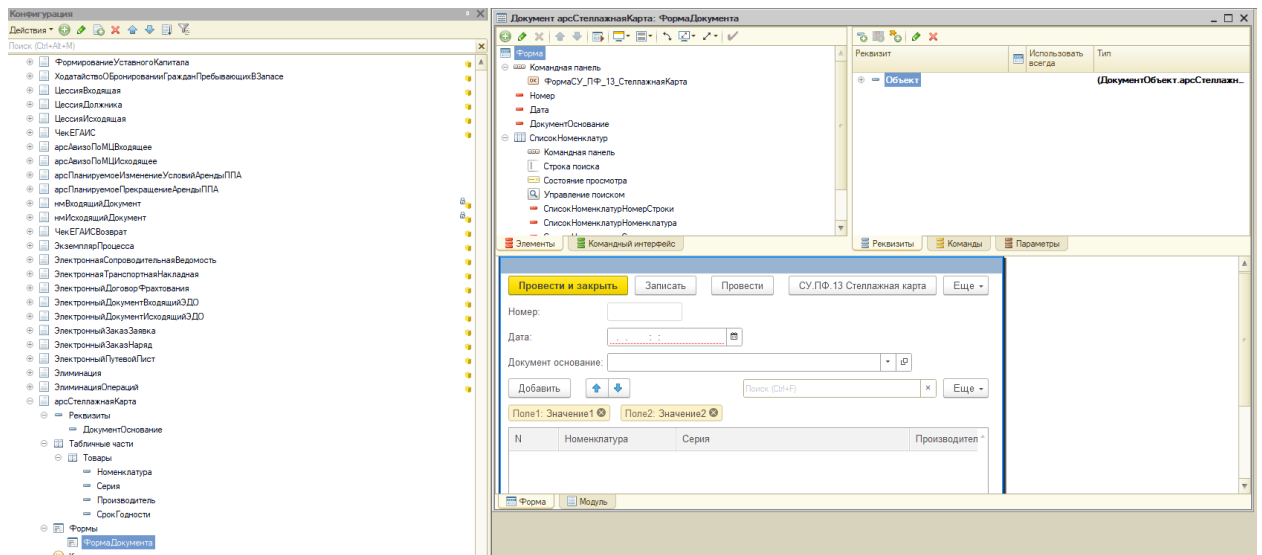 Конфигурация
Действия
Поиск (Ctrl+Alt+M)
ФормированиеУставногоКапитала
ХодатайствоОБронированииГражданПребывающихВЗапасе
ЦессияВходящая
ЦессияДолжника
ЦессияИсходящая
ЧекЕГАИС
арсАвизоПоМЦВходящее
арсАвизоПоМЦИсходящее
арсПланируемоеИзменениеУсловийАрендыППА
арсПланируемоеПрекращениеАрендыППА
нмВходящийДокумент
нмИсходящийДокумент
ЧекЕГАИСВозврат
ЭкземплярПроцесса
ЭлектроннаяСопроводительнаяВедомость
ЭлектроннаяТранспортнаяНакладная
ЭлектронныйДоговорФрахтования
ЭлектронныйДокументВходящийЭДО
ЭлектронныйДокументИсходящийЭДО
ЭлектронныйЗаказЗаявка
ЭлектронныйЗаказНаряд
ЭлектронныйПутевойЛист
Элиминация
ЭлиминацияОпераций
арсСтеллажнаяКарта
Реквизиты
ДокументОснование
Табличные части
Товары
Номенклатура
Серия
Производитель
СрокГодности
Формы
ФормаДокумента
Документ арсСтеллажнаяКарта: ФормаДокумента
Форма
Командная панель
ФормаСУ_ПФ_13_СтеллажнаяКарта
Номер
Дата
ДокументОснование
СписокНоменклатур
Командная панель
Строка поиска
Состояние просмотра
Управление поиском
СписокНоменклатурНомерСтроки
СписокНоменклатурНоменклатура
Элементы
Командный интерфейс
Реквизит
Использовать всегда
Тип
Объект
(ДокументОбъект.арсСтеллажн...
Реквизиты
Команды
Параметры
Провести и закрыть
Записать
Провести
СУ.ПФ.13 Стеллажная карта
Еще
Номер:
Дата:
Документ основание:
Добавить
Поиск (Ctrl+F)
Еще
Поле1: Значение1
Поле2: Значение2
N
Номенклатура
Серия
Производител
Форма
Модуль